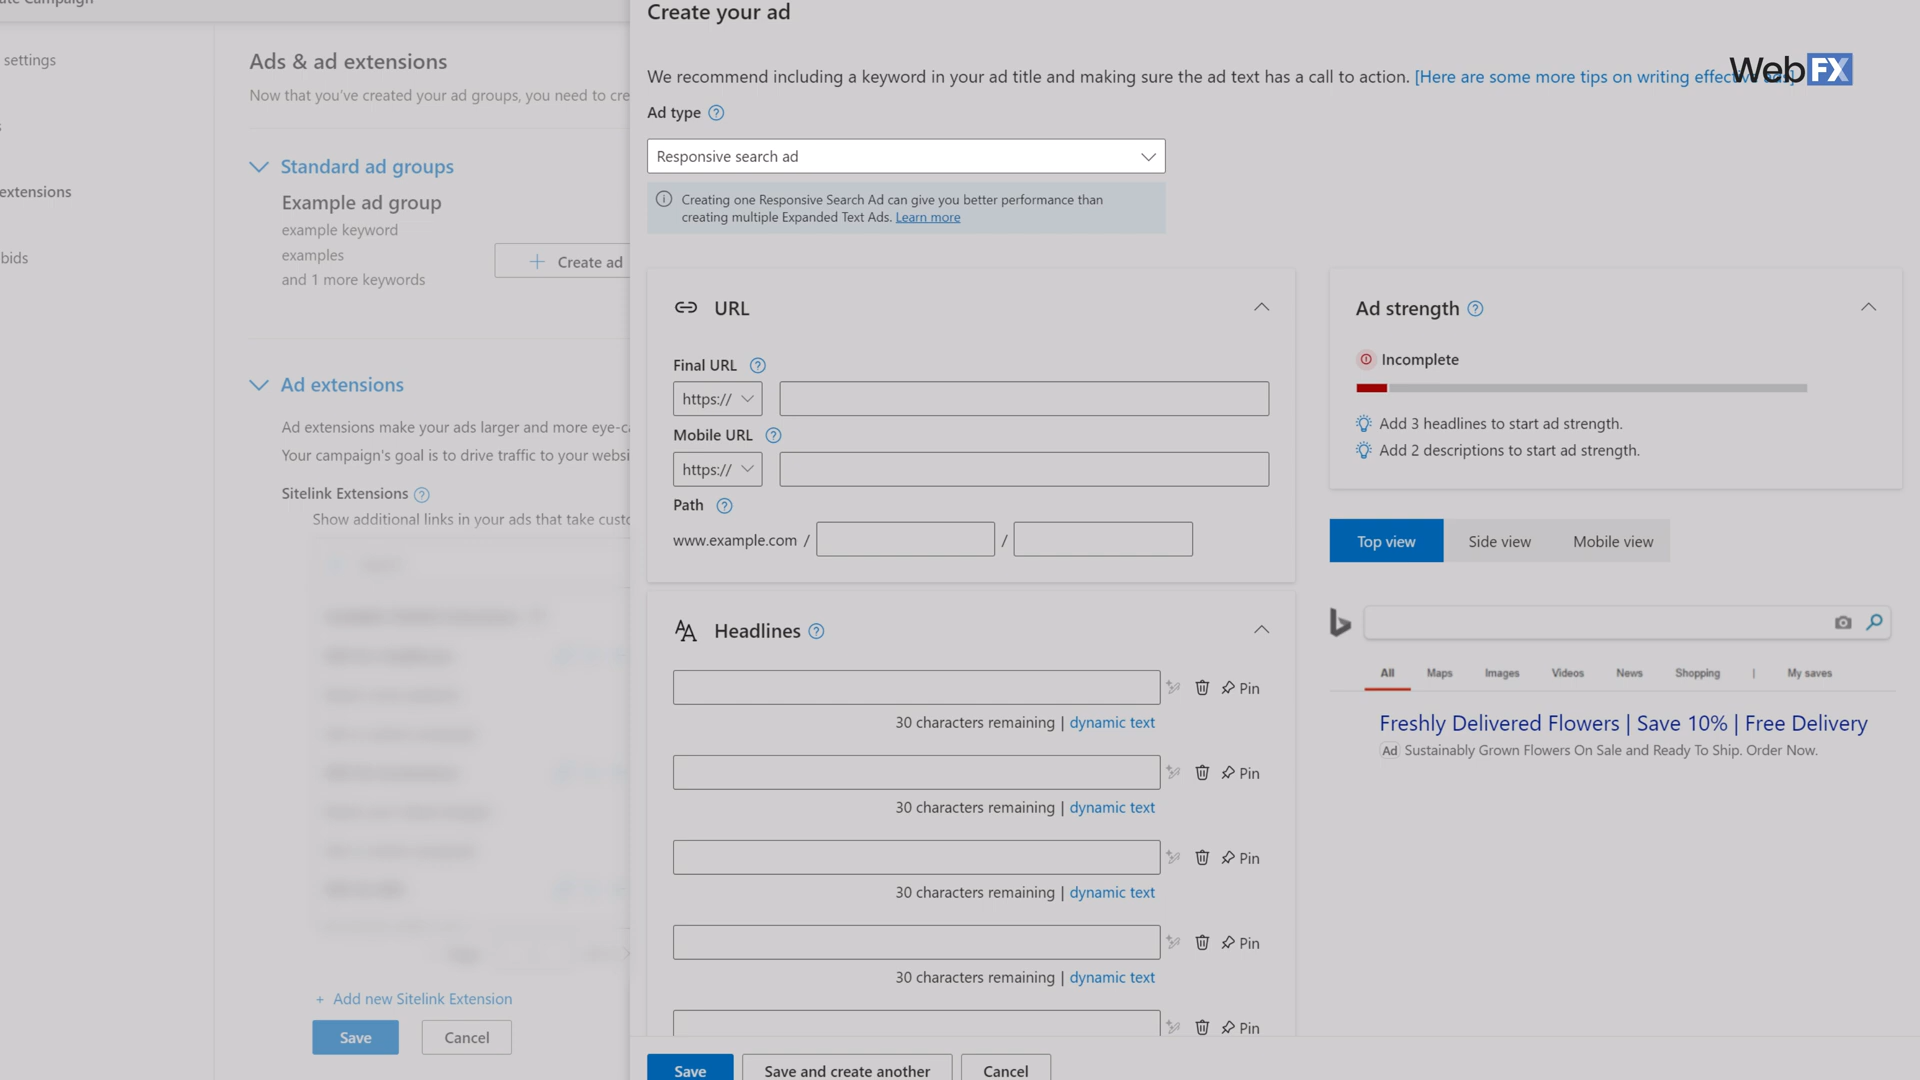 settings
extensions
bids
Ads & ad extensions
Now that you've created your ad groups, you need to cre
Standard ad groups
Example ad group
example keyword
examples
and 1 more keywords
+ Create ad
Ad extensions
Ad extensions make your ads larger and more eye-ca
Your campaign's goal is to drive traffic to your websi
Sitelink Extensions
Show additional links in your ads that take custo
+ Add new Sitelink Extension
Save
Cancel
Create your ad
We recommend including a keyword in your ad title and making sure the ad text has a call to action. [Here are some more tips on writing effective ads]
WebFX
Ad type
Responsive search ad
Creating one Responsive Search Ad can give you better performance than
creating multiple Expanded Text Ads. Learn more
URL
Final URL
https://
Mobile URL
https://
Path
www.example.com /
/
Headlines
Pin
30 characters remaining | dynamic text
Pin
30 characters remaining | dynamic text
Pin
30 characters remaining | dynamic text
Pin
30 characters remaining | dynamic text
Pin
Save
Save and create another
Cancel
Ad strength
Incomplete
Add 3 headlines to start ad strength.
Add 2 descriptions to start ad strength.
Top view
Side view
Mobile view
All
Maps
Images
Videos
News
Shopping
|
My saves
Freshly Delivered Flowers | Save 10% | Free Delivery
Ad Sustainably Grown Flowers On Sale and Ready To Ship. Order Now.